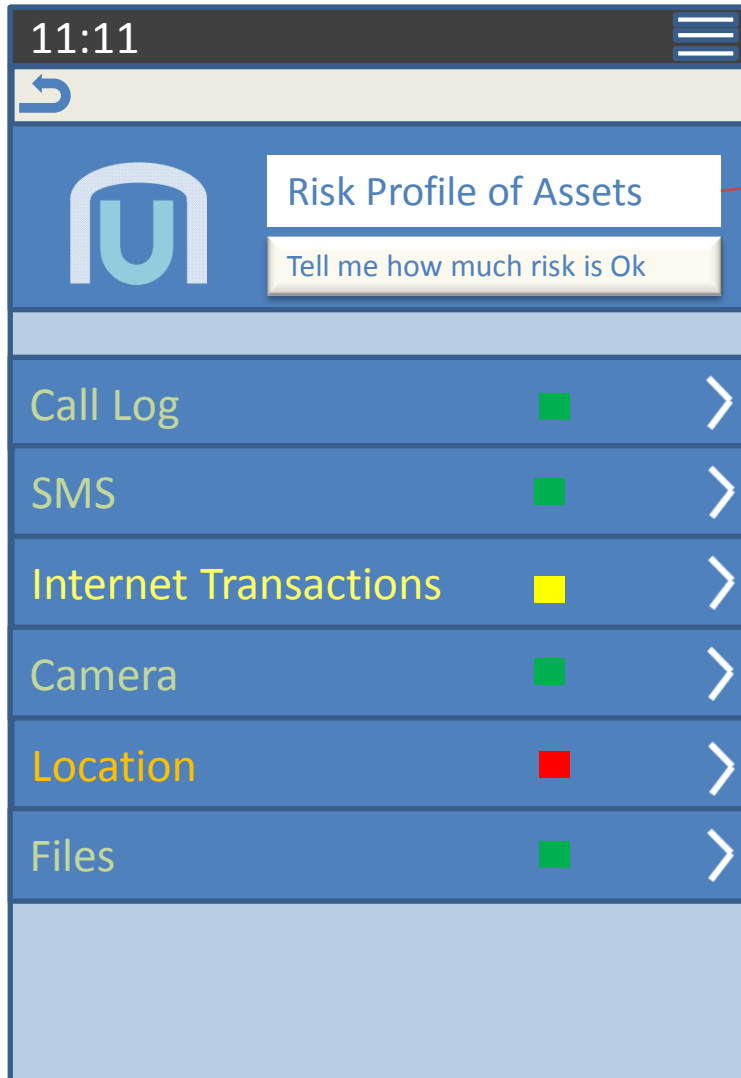 11:11
Risk Profile of Assets
Tell me how much risk is Ok
Call Log
SMS
Internet Transactions
Camera
Location
Files